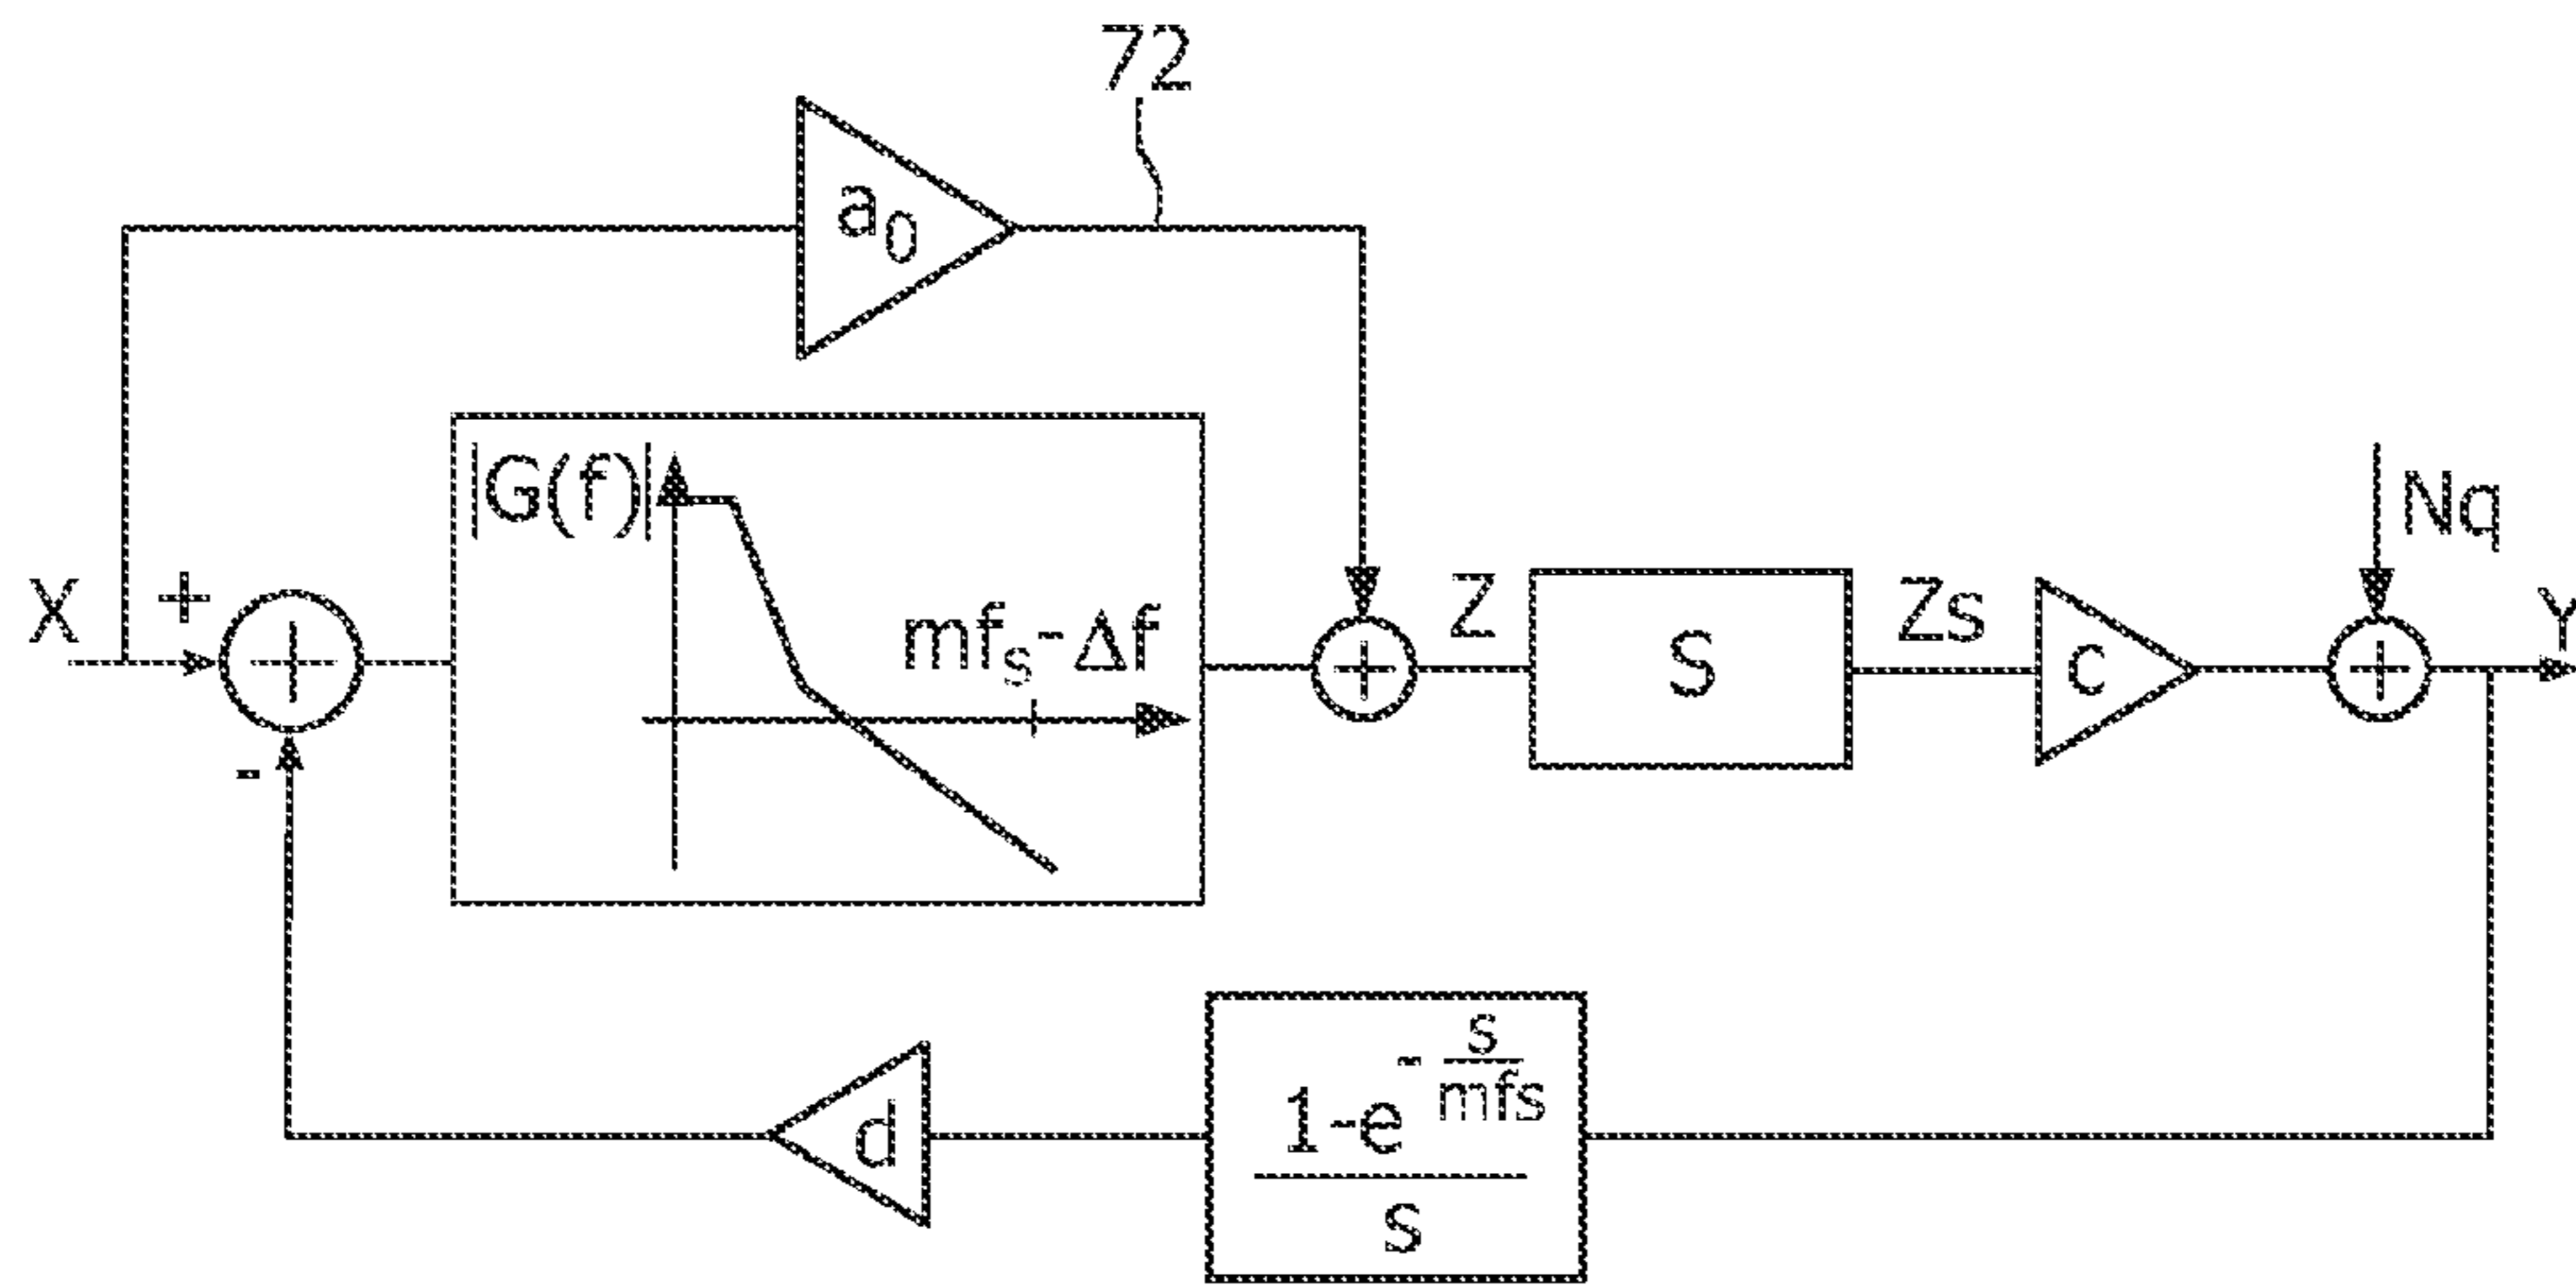 72
a₀
|G(f)|
mfₛ-Δf
X
+
+
-
+
Z
S
Zs
c
Nq
+
Y
d
1-e^(-s/mfs)
s